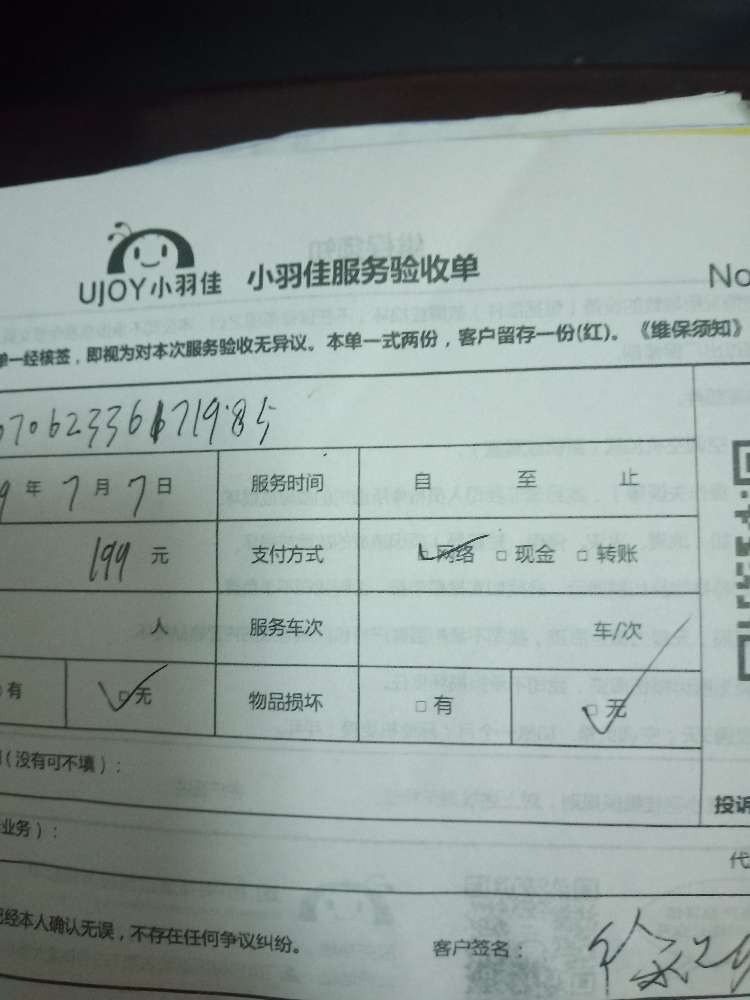 UJOY小羽佳 小羽佳服务验收单 No
单一经核签，即视为对本次服务验收无异议。本单一式两份，客户留存一份(红)。《维保须知》
年 7 月 7 日 服务时间 自 至 止
199 元 支付方式 □网络 □现金 □转账
人 服务车次 车/次
□有 □无 物品损坏 □有 □无
(没有可不填)：
投诉
业务)：
代
已经本人确认无误，不存在任何争议纠纷。 客户签名：